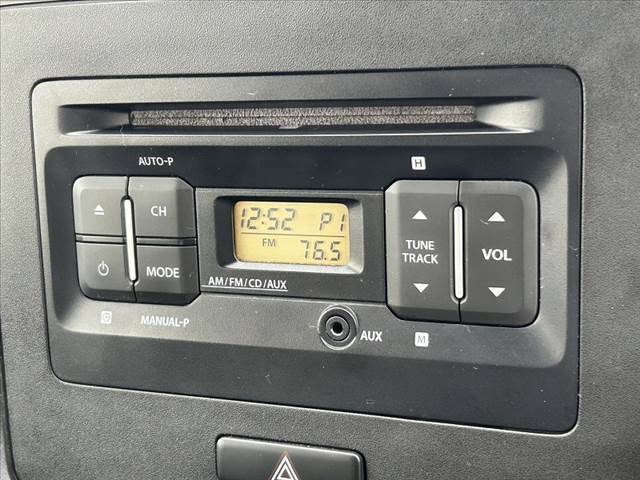 AUTO-P
H
CH
MODE
12:52 P1
FM 76.5
AM/FM/CD/AUX
TUNE
TRACK
VOL
MANUAL-P
AUX
M